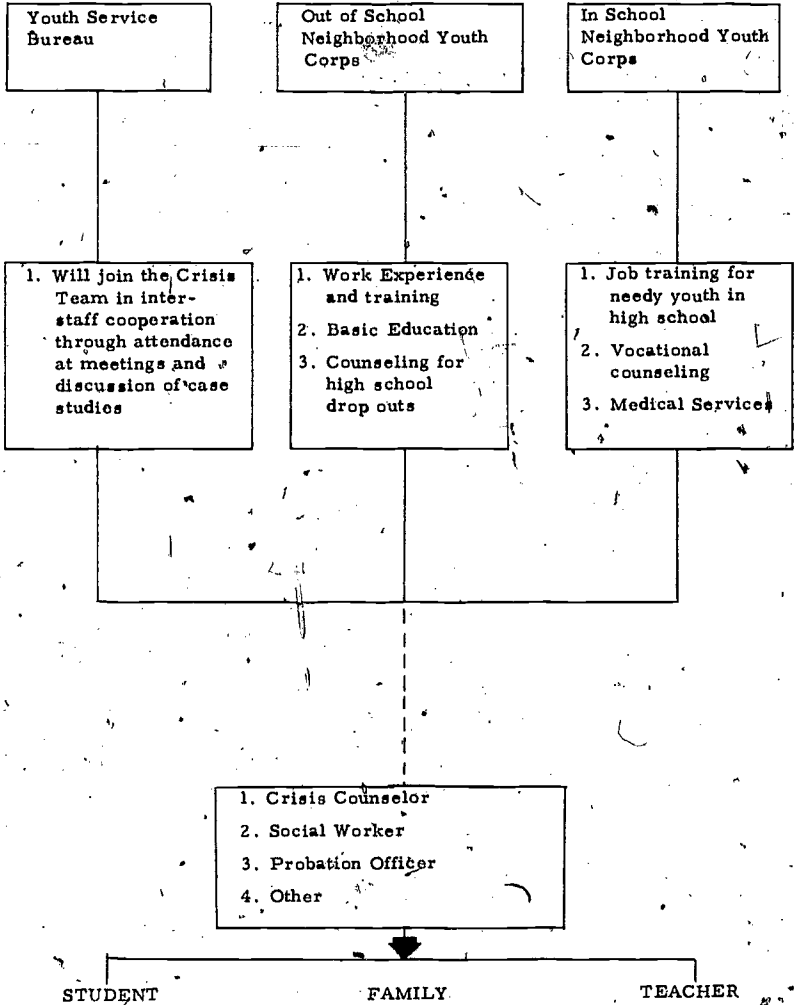 Youth Service
Bureau
Out of School
Neighborhood Youth
Corps
In School
Neighborhood Youth
Corps
1. Will join the Crisis
Team in inter-
staff cooperation
through attendance
at meetings and
discussion of case
studies
1. Work Experience
and training
2. Basic Education
3. Counseling for
high school
drop outs
1. Job training for
needy youth in
high school
2. Vocational
counseling
3. Medical Services
1. Crisis Counselor
2. Social Worker
3. Probation Officer
4. Other
STUDENT
FAMILY
TEACHER